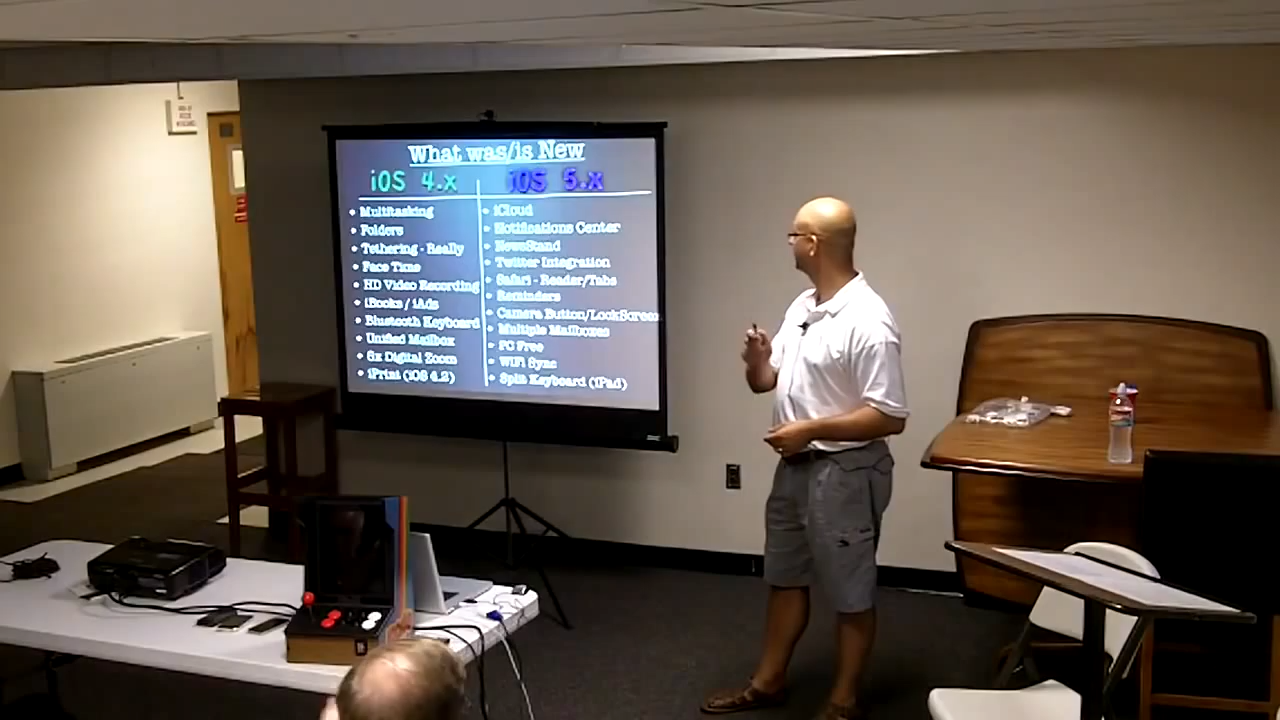 What was/is New
iOS 4.x
iOS 5.x
• Multitasking
• Folders
• Tethering - Really
• Face Time
• HD Video Recording
• iBooks / iAds
• Bluetooth Keyboard
• Unified Mailbox
• 5x Digital Zoom
• iPrint (iOS 4.2)
• iCloud
• Notifications Center
• NewsStand
• Twitter Integration
• Safari - Reader/Tabs
• Reminders
• Camera Button/LockScreen
• Multiple Mailboxes
• PC Free
• WiFi Sync
• Split Keyboard (iPad)